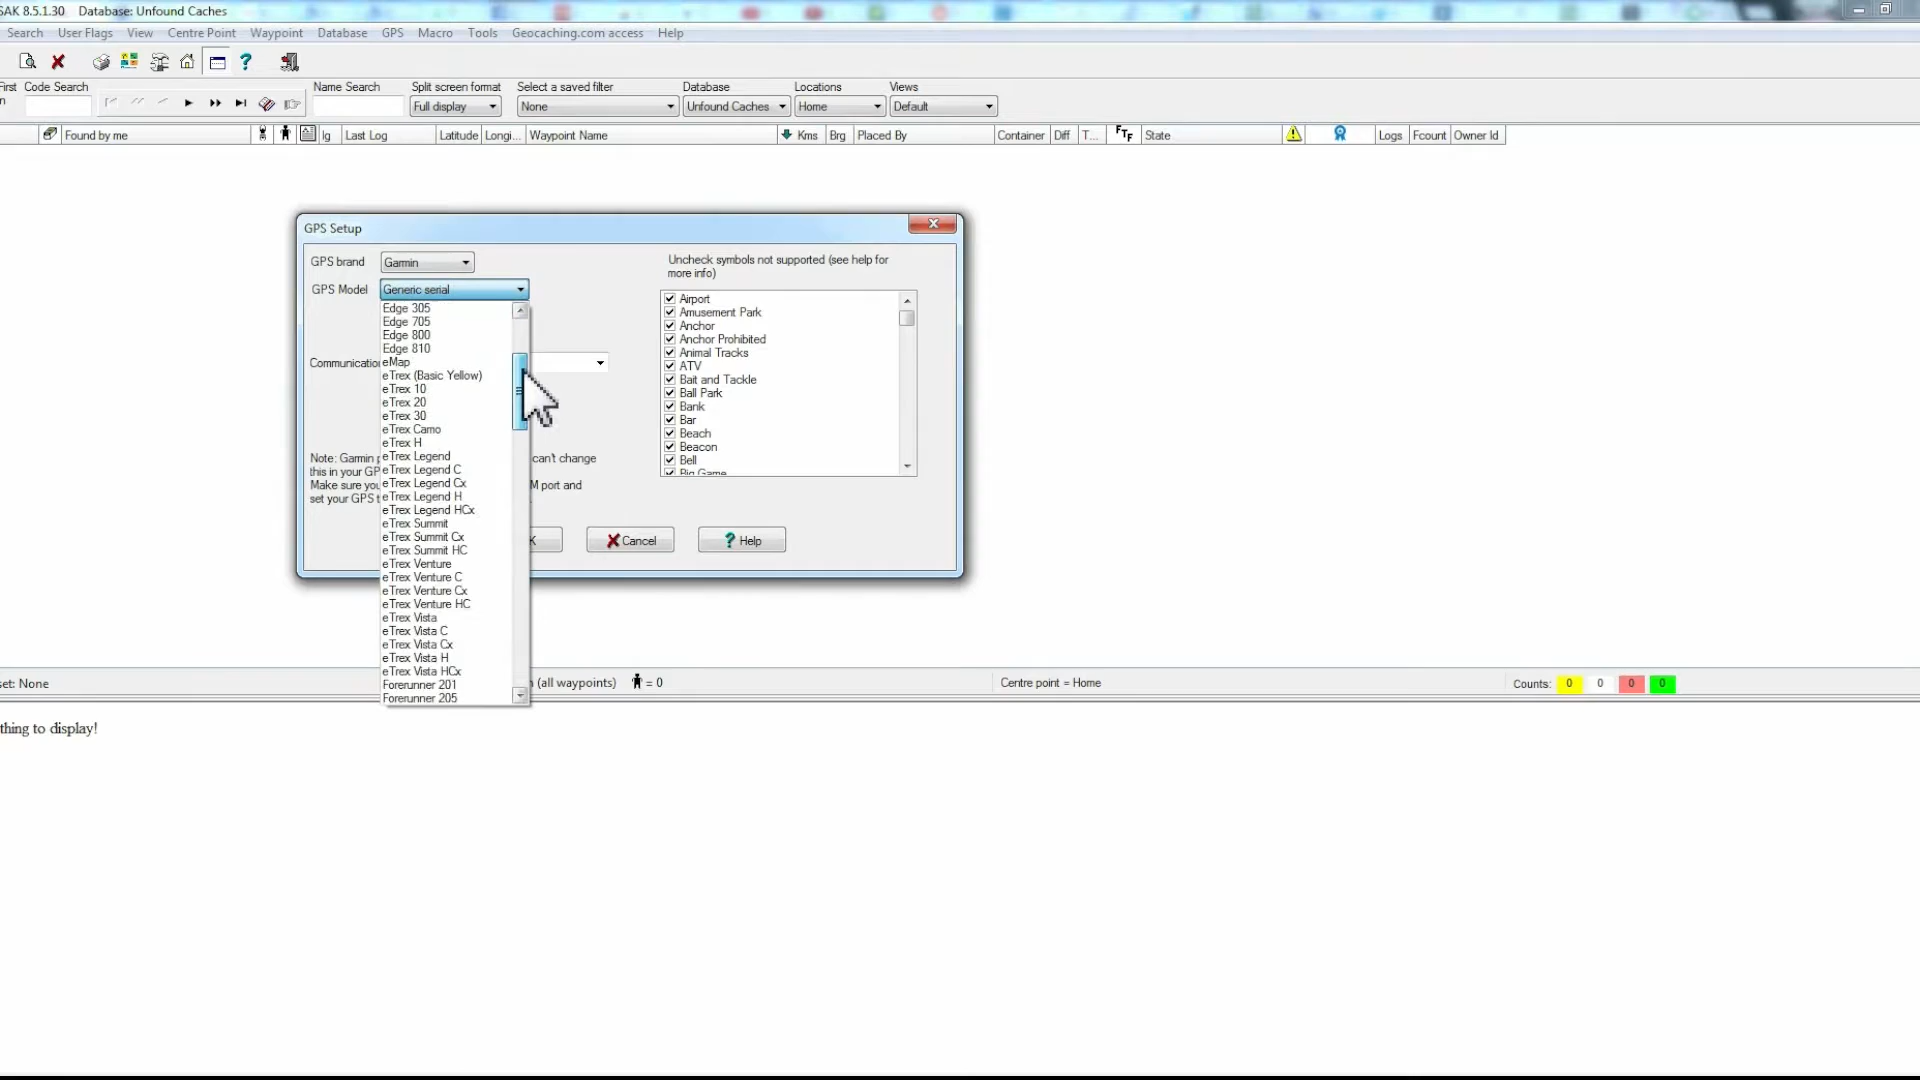 SAK 8.5.1.30 Database: Unfound Caches
Search User Flags View Centre Point Waypoint Database GPS Macro Tools Geocaching.com access Help
First Code Search Name Search Split screen format Select a saved filter Database Locations Views
n Full display None Unfound Caches Home Default
Found by me lg Last Log Latitude Longi... Waypoint Name Kms Brg Placed By Container Diff T... FTF State Logs Fcount Owner Id
GPS Setup
GPS brand Garmin
GPS Model Generic serial
Edge 305
Edge 705
Edge 800
Edge 810
eMap
eTrex (Basic Yellow)
eTrex 10
eTrex 20
eTrex 30
eTrex Camo
eTrex H
eTrex Legend
eTrex Legend C
eTrex Legend Cx
eTrex Legend H
eTrex Legend HCx
eTrex Summit
eTrex Summit Cx
eTrex Summit HC
eTrex Venture
eTrex Venture C
eTrex Venture Cx
eTrex Venture HC
eTrex Vista
eTrex Vista C
eTrex Vista Cx
eTrex Vista H
eTrex Vista HCx
Forerunner 201
Forerunner 205
Communication
Note: Garmin p can't change
this in your GP
Make sure you M port and
set your GPS t
Uncheck symbols not supported (see help for
more info)
Airport
Amusement Park
Anchor
Anchor Prohibited
Animal Tracks
ATV
Bait and Tackle
Ball Park
Bank
Bar
Beach
Beacon
Bell
Big Game
K Cancel ? Help
set: None (all waypoints) = 0 Centre point = Home Counts: 0 0 0 0
thing to display!